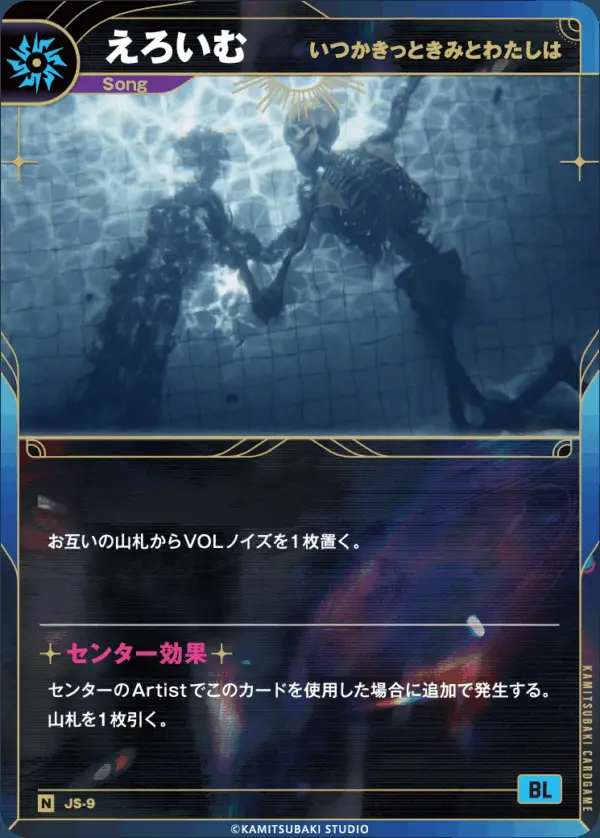 えろいむ
いつかきっときみとわたしは
Song
お互いの山札からVOLノイズを1枚置く。
センター効果
センターのArtistでこのカードを使用した場合に追加で発生する。
山札を1枚引く。
KAMITSUBAKI CARDGAME
BL
N JS-9
©KAMITSUBAKI STUDIO